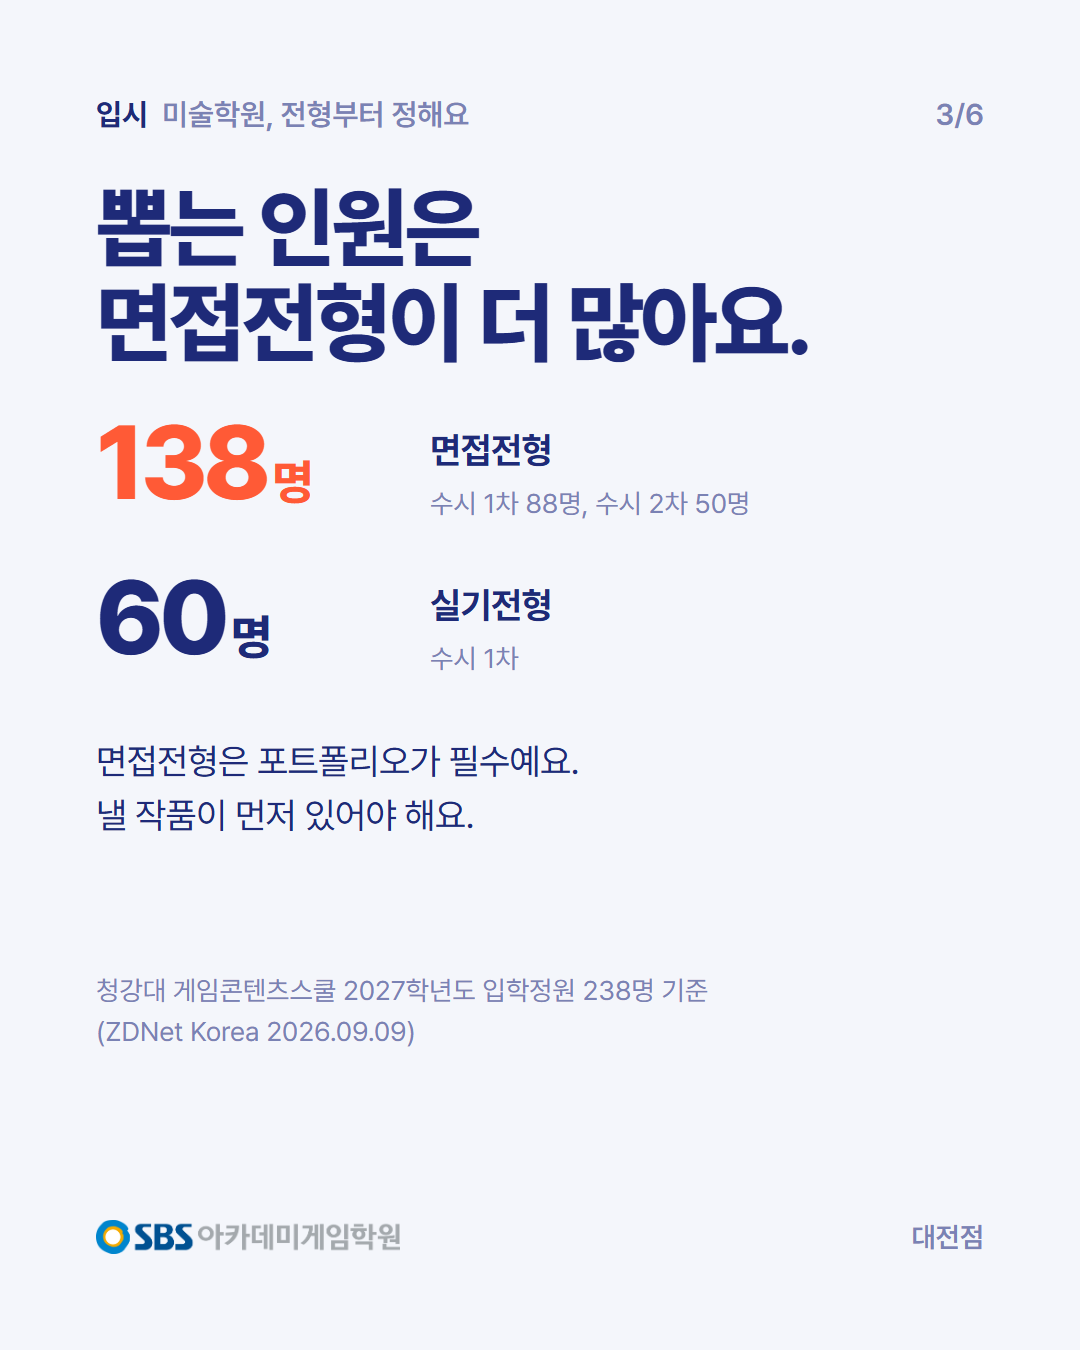 입시 미술학원, 전형부터 정해요
3/6
뽑는 인원은
면접전형이 더 많아요.
138명
면접전형
수시 1차 88명, 수시 2차 50명
60명
실기전형
수시 1차
면접전형은 포트폴리오가 필수예요.
낼 작품이 먼저 있어야 해요.
청강대 게임콘텐츠스쿨 2027학년도 입학정원 238명 기준
(ZDNet Korea 2026.09.09)
SBS 아카데미게임학원
대전점